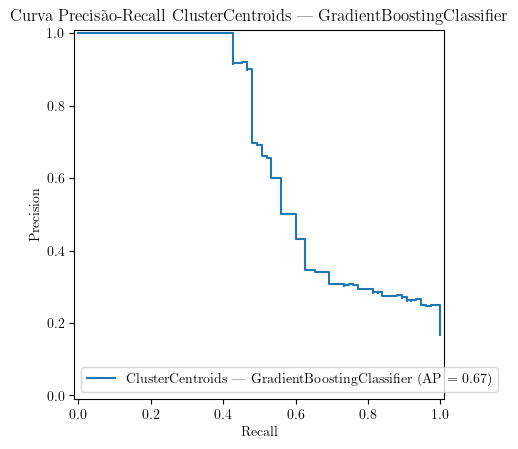 Curva Precisão-Recall ClusterCentroids — GradientBoostingClassifier
1.0
0.8
0.6
0.4
0.2
0.0
Precision
ClusterCentroids — GradientBoostingClassifier (AP = 0.67)
0.0 0.2 0.4 0.6 0.8 1.0
Recall